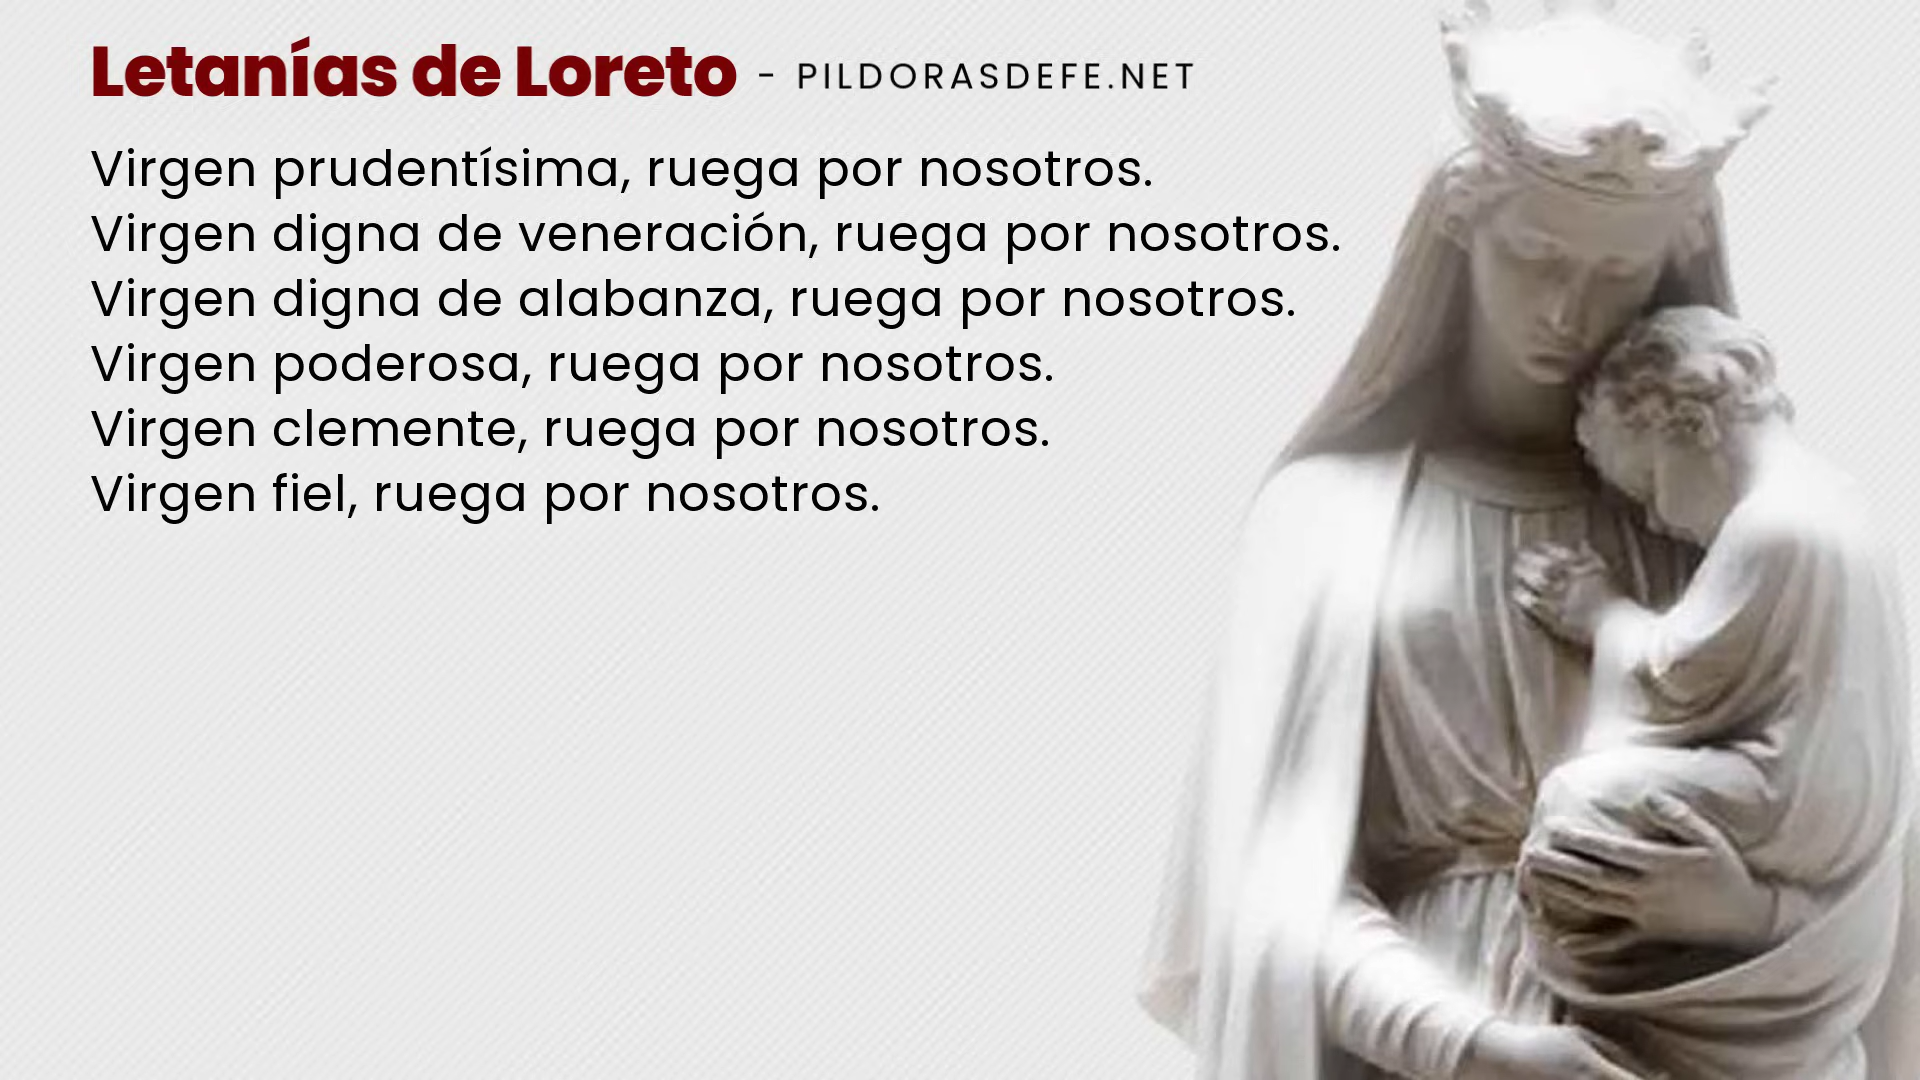 Letanías de Loreto - PILDORASDEFE.NET
Virgen prudentísima, ruega por nosotros.
Virgen digna de veneración, ruega por nosotros.
Virgen digna de alabanza, ruega por nosotros.
Virgen poderosa, ruega por nosotros.
Virgen clemente, ruega por nosotros.
Virgen fiel, ruega por nosotros.